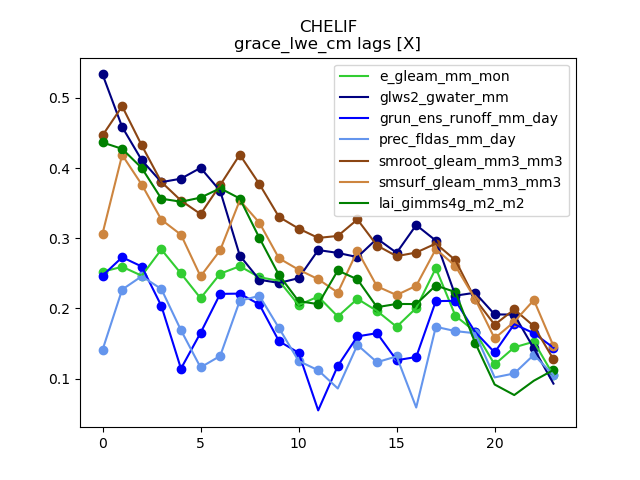 CHELIF
grace_lwe_cm lags [X]
e_gleam_mm_mon
glws2_gwater_mm
grun_ens_runoff_mm_day
prec_fldas_mm_day
smroot_gleam_mm3_mm3
smsurf_gleam_mm3_mm3
lai_gimms4g_m2_m2
0.5
0.4
0.3
0.2
0.1
0 5 10 15 20